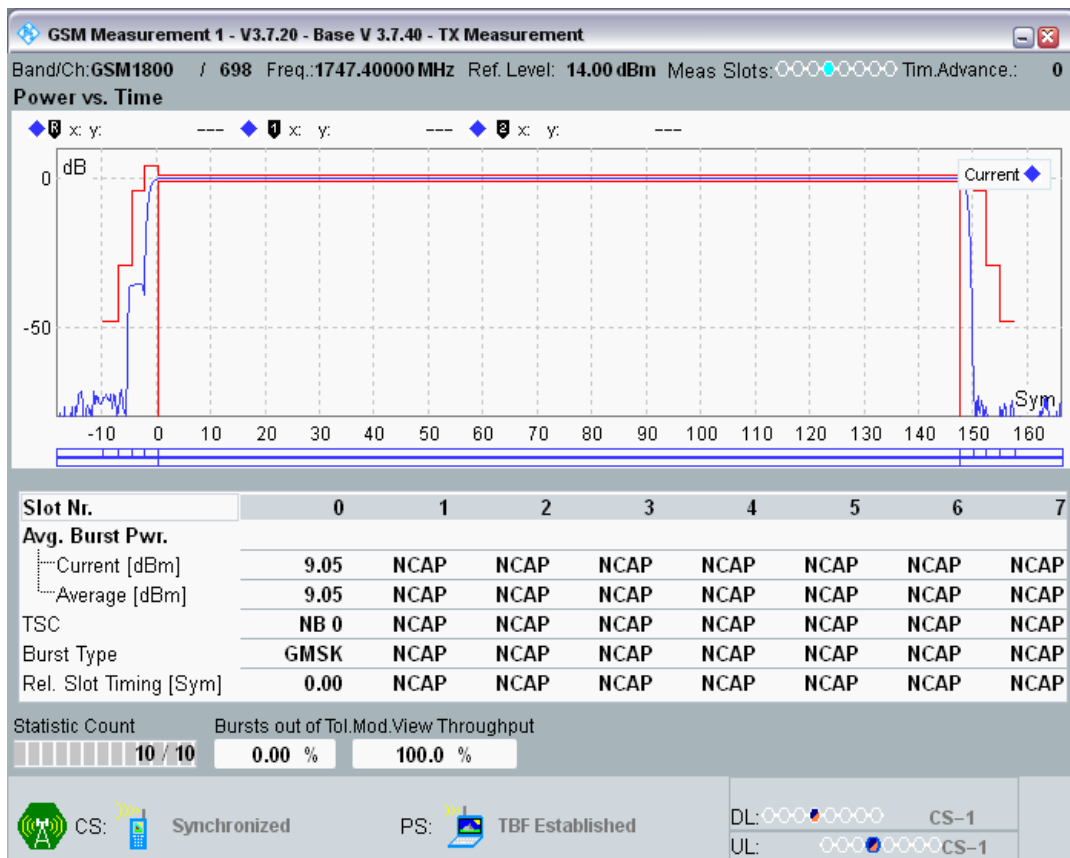 GSM Measurement 1 - V3.7.20 - Base V 3.7.40 - TX Measurement
Band/Ch:GSM1800 / 698 Freq.:1747.40000 MHz Ref. Level: 14.00 dBm Meas Slots: Tim.Advance.: 0
Power vs. Time
R x: y: --- 1 x: y: --- 2 x: y: ---
dB
Current
0
-50
Sym
-10 0 10 20 30 40 50 60 70 80 90 100 110 120 130 140 150 160
Slot Nr. 0 1 2 3 4 5 6 7
Avg. Burst Pwr.
Current [dBm] 9.05 NCAP NCAP NCAP NCAP NCAP NCAP NCAP
Average [dBm] 9.05 NCAP NCAP NCAP NCAP NCAP NCAP NCAP
TSC NB 0 NCAP NCAP NCAP NCAP NCAP NCAP NCAP
Burst Type GMSK NCAP NCAP NCAP NCAP NCAP NCAP NCAP
Rel. Slot Timing [Sym] 0.00 NCAP NCAP NCAP NCAP NCAP NCAP NCAP
Statistic Count Bursts out of Tol.Mod.View Throughput
10 / 10 0.00 % 100.0 %
CS: Synchronized PS: TBF Established DL: CS-1
UL: CS-1